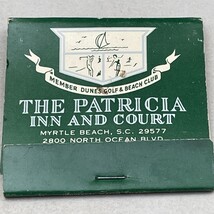 MEMBER DUNES GOLF & BEACH CLUB
THE PATRICIA
INN AND COURT
MYRTLE BEACH, S.C. 29577
2800 NORTH OCEAN BLVD.